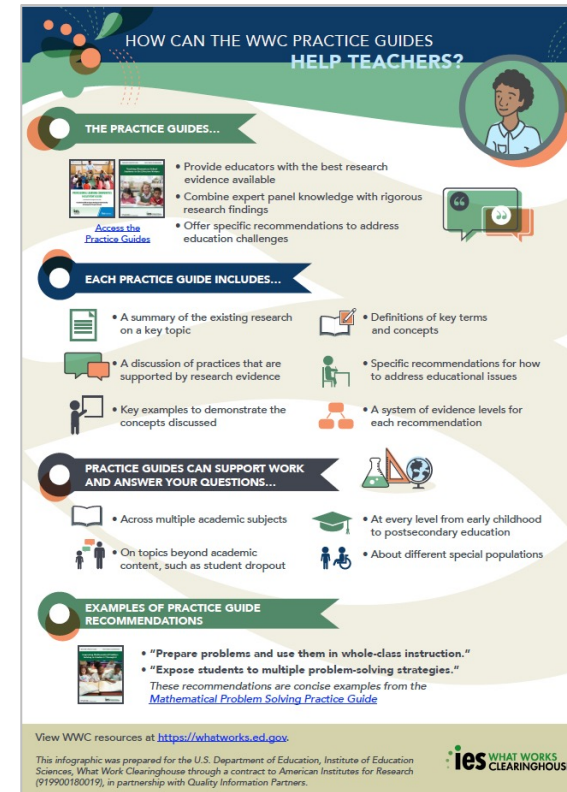 HOW CAN THE WWC PRACTICE GUIDES
HELP TEACHERS?
THE PRACTICE GUIDES...
Access the
Practice Guides
• Provide educators with the best research
evidence available
• Combine expert panel knowledge with rigorous
research findings
• Offer specific recommendations to address
education challenges
EACH PRACTICE GUIDE INCLUDES...
• A summary of the existing research
on a key topic
• A discussion of practices that are
supported by research evidence
• Key examples to demonstrate the
concepts discussed
• Definitions of key terms
and concepts
• Specific recommendations for how
to address educational issues
• A system of evidence levels for
each recommendation
PRACTICE GUIDES CAN SUPPORT WORK
AND ANSWER YOUR QUESTIONS...
• Across multiple academic subjects
• On topics beyond academic
content, such as student dropout
• At every level from early childhood
to postsecondary education
• About different special populations
EXAMPLES OF PRACTICE GUIDE
RECOMMENDATIONS
• "Prepare problems and use them in whole-class instruction."
• "Expose students to multiple problem-solving strategies."
These recommendations are concise examples from the
Mathematical Problem Solving Practice Guide
View WWC resources at https://whatworks.ed.gov.
This infographic was prepared for the U.S. Department of Education, Institute of Education
Sciences, What Work Clearinghouse through a contract to American Institutes for Research
(919900180019), in partnership with Quality Information Partners.
ies WHAT WORKS
CLEARINGHOUS